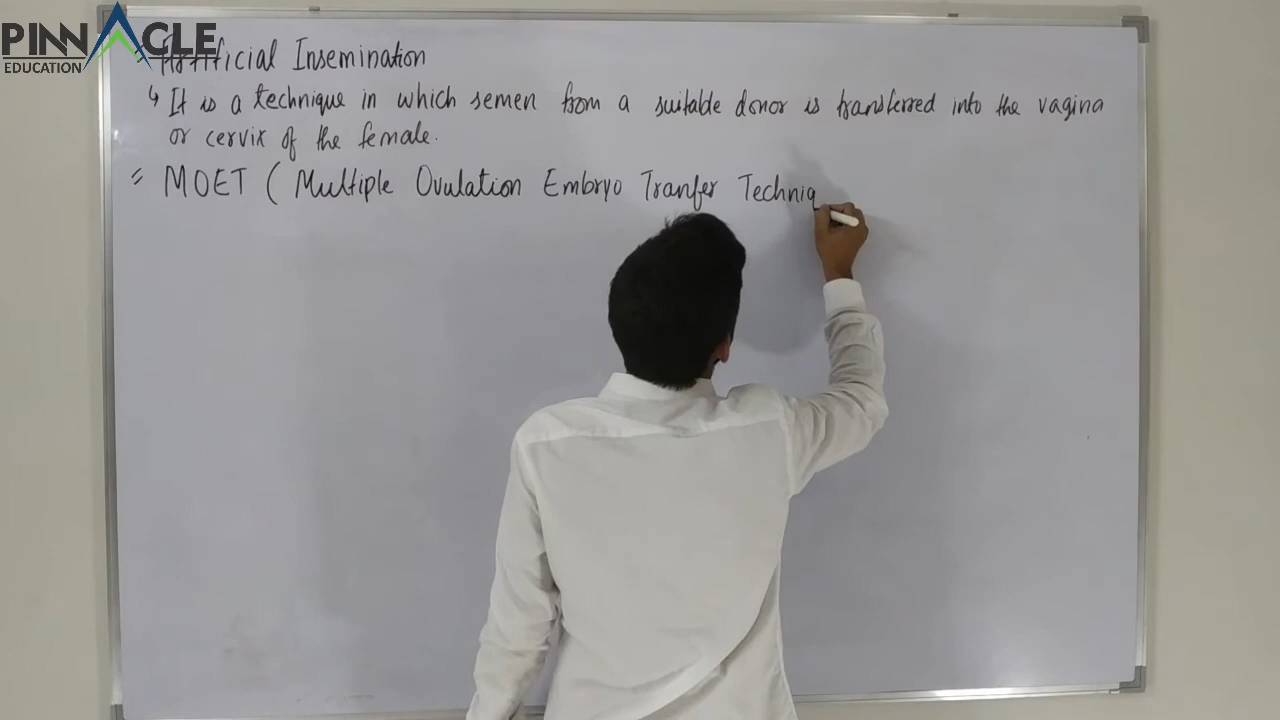 PINNACLE
EDUCATION
Artificial Insemination
↳ It is a technique in which semen from a suitable donor is transferred into the vagina
or cervix of the female.
MOET ( Multiple Ovulation Embryo Tranfer Techniq